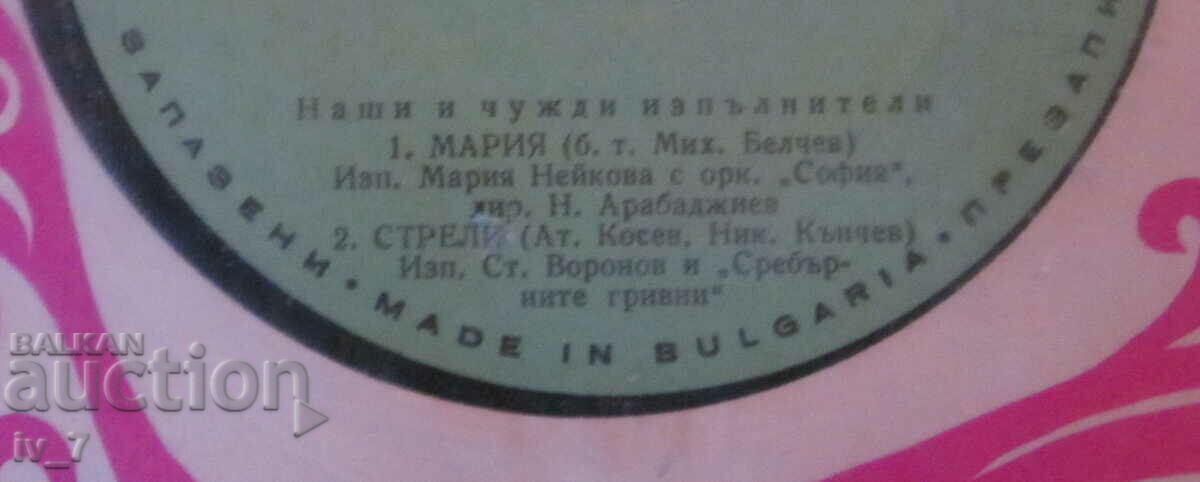 Наши и чужди изпълнители
1. МАРИЯ (б. т. Мих. Белчев)
Изп. Мария Нейкова с орк. „София",
дир. Н. Арабаджиев
2. СТРЕЛИ (Ат. Косев, Ник. Кънчев)
Изп. Ст. Воронов и „Сребър-
ните гривни"
ЗАПАЗЕНИ • MADE IN BULGARIA • ПРЕЗАПИ
BALKAN
auction
iv_7